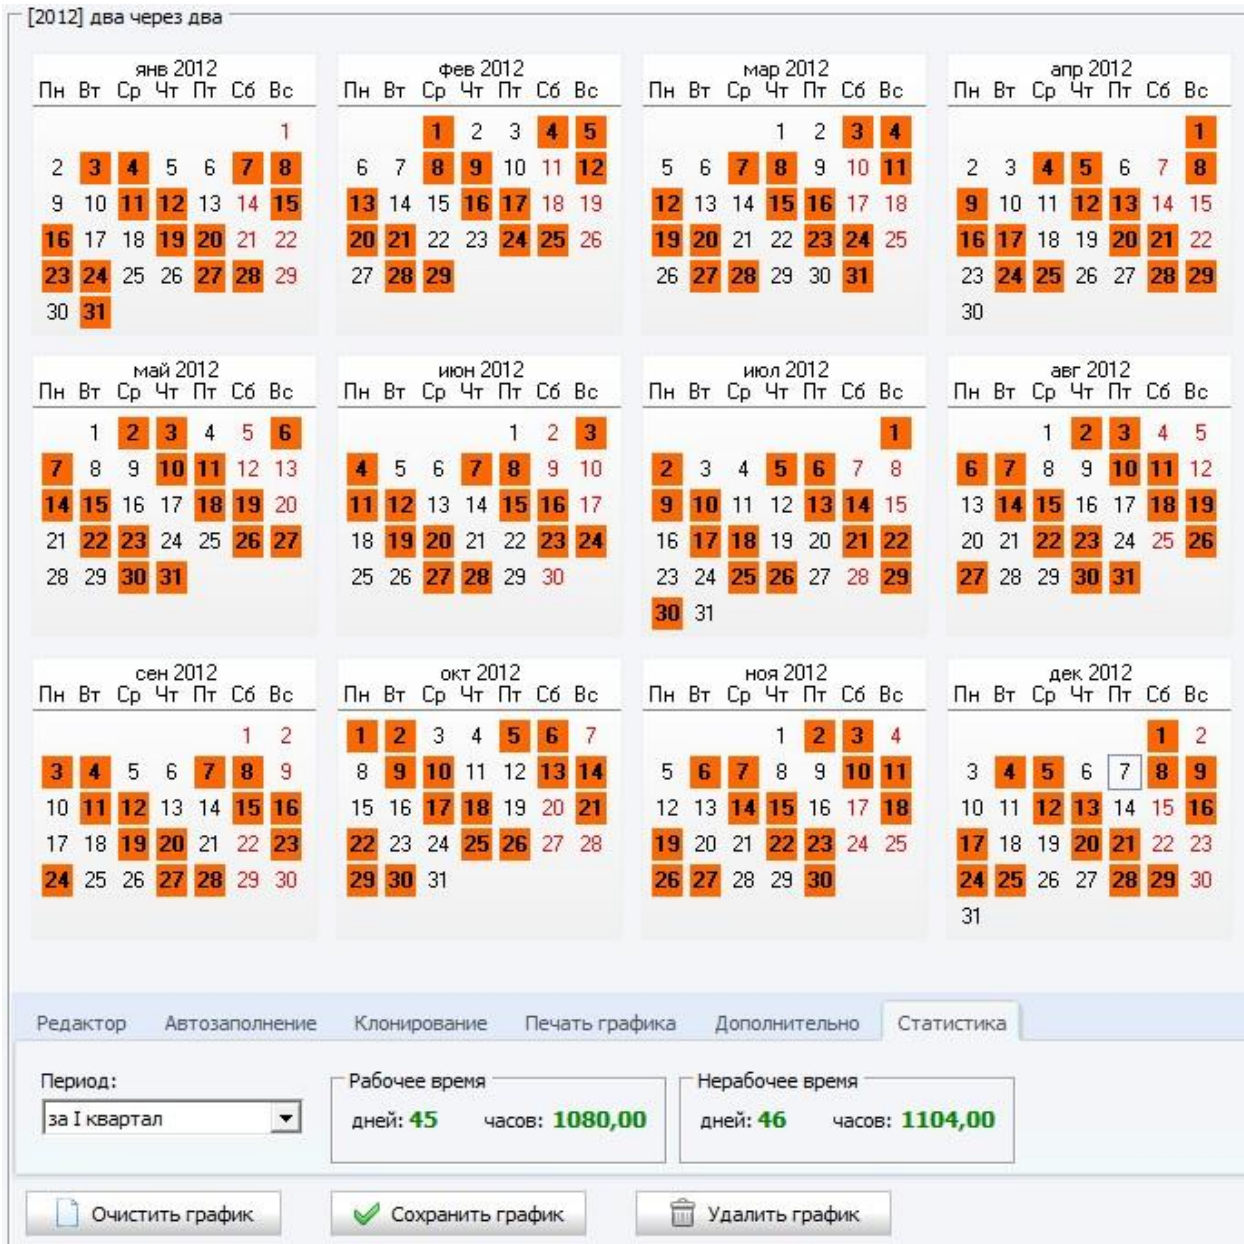 [2012] два через два
янв 2012 фев 2012 мар 2012 апр 2012
Пн Вт Ср Чт Пт Сб Вс Пн Вт Ср Чт Пт Сб Вс Пн Вт Ср Чт Пт Сб Вс Пн Вт Ср Чт Пт Сб Вс
1 1 2 3 4 5 1 2 3 4 1
2 3 4 5 6 7 8 6 7 8 9 10 11 12 5 6 7 8 9 10 11 2 3 4 5 6 7 8
9 10 11 12 13 14 15 13 14 15 16 17 18 19 12 13 14 15 16 17 18 9 10 11 12 13 14 15
16 17 18 19 20 21 22 20 21 22 23 24 25 26 19 20 21 22 23 24 25 16 17 18 19 20 21 22
23 24 25 26 27 28 29 27 28 29 26 27 28 29 30 31 23 24 25 26 27 28 29
30 31 30
май 2012 июн 2012 июл 2012 авг 2012
Пн Вт Ср Чт Пт Сб Вс Пн Вт Ср Чт Пт Сб Вс Пн Вт Ср Чт Пт Сб Вс Пн Вт Ср Чт Пт Сб Вс
1 2 3 4 5 6 1 2 3 1 1 2 3 4 5
7 8 9 10 11 12 13 4 5 6 7 8 9 10 2 3 4 5 6 7 8 6 7 8 9 10 11 12
14 15 16 17 18 19 20 11 12 13 14 15 16 17 9 10 11 12 13 14 15 13 14 15 16 17 18 19
21 22 23 24 25 26 27 18 19 20 21 22 23 24 16 17 18 19 20 21 22 20 21 22 23 24 25 26
28 29 30 31 25 26 27 28 29 30 23 24 25 26 27 28 29 27 28 29 30 31
30 31
сен 2012 окт 2012 ноя 2012 дек 2012
Пн Вт Ср Чт Пт Сб Вс Пн Вт Ср Чт Пт Сб Вс Пн Вт Ср Чт Пт Сб Вс Пн Вт Ср Чт Пт Сб Вс
1 2 1 2 3 4 5 6 7 1 2 3 4 1 2
3 4 5 6 7 8 9 8 9 10 11 12 13 14 5 6 7 8 9 10 11 3 4 5 6 7 8 9
10 11 12 13 14 15 16 15 16 17 18 19 20 21 12 13 14 15 16 17 18 10 11 12 13 14 15 16
17 18 19 20 21 22 23 22 23 24 25 26 27 28 19 20 21 22 23 24 25 17 18 19 20 21 22 23
24 25 26 27 28 29 30 29 30 31 26 27 28 29 30 24 25 26 27 28 29 30
31
Редактор Автозаполнение Клонирование Печать графика Дополнительно Статистика
Период: Рабочее время Нерабочее время
за I квартал дней: 45 часов: 1080,00 дней: 46 часов: 1104,00
Очистить график Сохранить график Удалить график